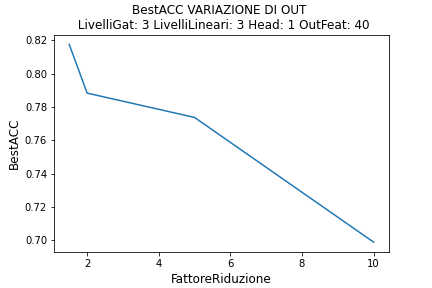 BestACC VARIAZIONE DI OUT
LivelliGat: 3 LivelliLineari: 3 Head: 1 OutFeat: 40
0.82
0.80
0.78
0.76
0.74
0.72
0.70
BestACC
2 4 6 8 10
FattoreRiduzione